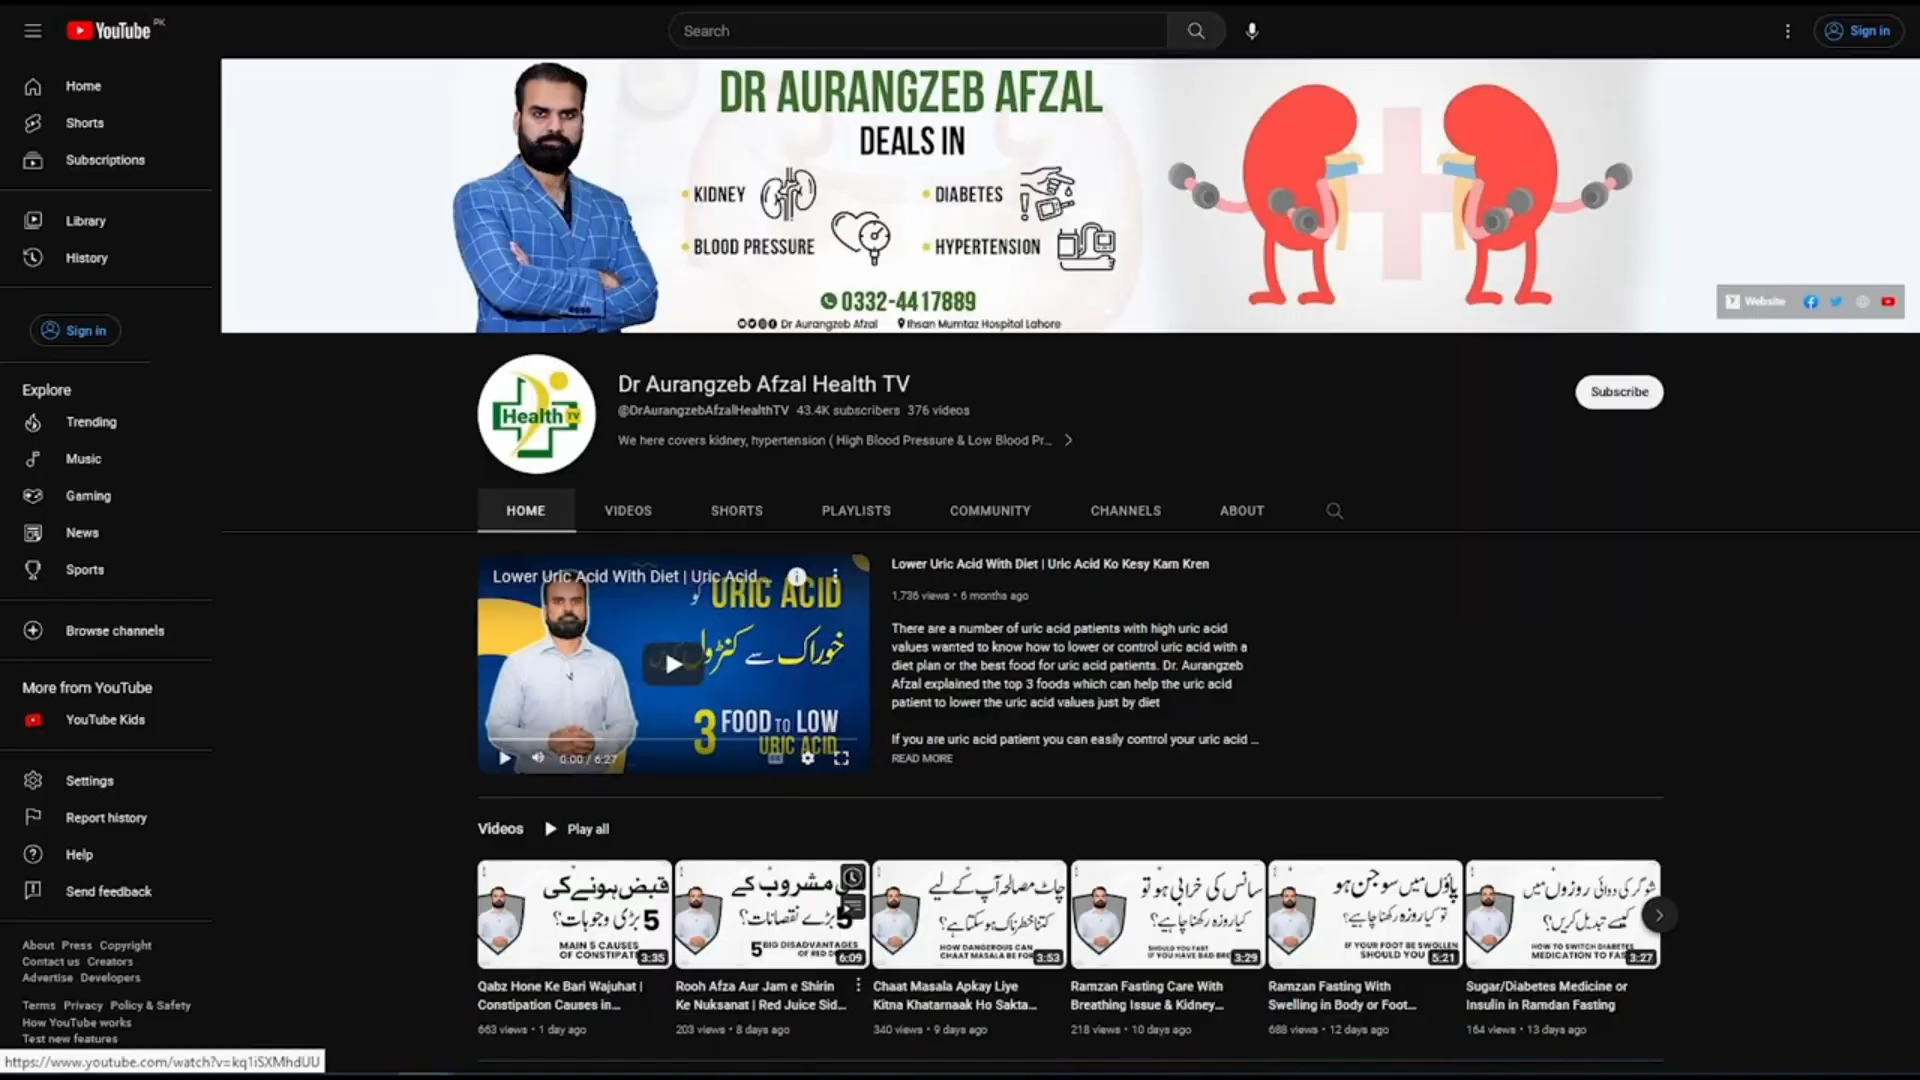 YouTube PK
Search
Sign in
Home
Shorts
Subscriptions
Library
History
Sign in
Explore
Trending
Music
Gaming
News
Sports
Browse channels
More from YouTube
YouTube Kids
Settings
Report history
Help
Send feedback
About Press Copyright
Contact us Creators
Advertise Developers
Terms Privacy Policy & Safety
How YouTube works
Test new features
https://www.youtube.com/watch?v=kq1iSXMhdUU
DR AURANGZEB AFZAL
DEALS IN
• KIDNEY
• DIABETES
• BLOOD PRESSURE
• HYPERTENSION
0332-4417889
Dr Aurangzeb Afzal Ihsan Mumtaz Hospital Lahore
Website
Health TV
Dr Aurangzeb Afzal Health TV
@DrAurangzebAfzalHealthTV 43.4K subscribers 376 videos
We here covers kidney, hypertension ( High Blood Pressure & Low Blood Pr...
Subscribe
HOME VIDEOS SHORTS PLAYLISTS COMMUNITY CHANNELS ABOUT
Lower Uric Acid With Diet | Uric Acid
URIC ACID کو
خوراک سے کنٹرول
3 FOOD TO LOW
URIC ACID
0:00 / 6:27
Lower Uric Acid With Diet | Uric Acid Ko Kesy Kam Kren
1,736 views • 6 months ago
There are a number of uric acid patients with high uric acid
values wanted to know how to lower or control uric acid with a
diet plan or the best food for uric acid patients. Dr. Aurangzeb
Afzal explained the top 3 foods which can help the uric acid
patient to lower the uric acid values just by diet
If you are uric acid patient you can easily control your uric acid ...
READ MORE
Videos Play all
قبض ہونے کی
5 بڑی وجوہات؟
MAIN 5 CAUSES
OF CONSTIPATI
3:35
Qabz Hone Ke Bari Wajuhat |
Constipation Causes in...
663 views • 1 day ago
مشروب کے
5 بڑے نقصانات؟
5 BIG DISADVANTAGES
OF RED D
6:09
Rooh Afza Aur Jam e Shirin
Ke Nuksanat | Red Juice Sid...
203 views • 8 days ago
چاٹ مصالحہ آپ کے لیے
کتنا خطرناک ہو سکتا ہے؟
HOW DANGEROUS CAN
CHAAT MASALA BE FOR
3:53
Chaat Masala Apkay Liye
Kitna Khatarnaak Ho Sakta...
340 views • 9 days ago
سانس کی خرابی ہو تو
کیا روزہ رکھنا چاہیے؟
SHOULD YOU FAST
IF YOU HAVE BAD BRE
3:29
Ramzan Fasting Care With
Breathing Issue & Kidney...
218 views • 10 days ago
پاؤں میں سوجن ہو
تو کیا روزہ رکھنا چاہیے؟
IF YOUR FOOT BE SWOLLEN
SHOULD YOU
5:21
Ramzan Fasting With
Swelling in Body or Foot...
688 views • 12 days ago
شوگر کی دوائی روزوں میں
کیسے تبدیل کریں؟
HOW TO SWITCH DIABETES
MEDICATION TO FAS
3:27
Sugar/Diabetes Medicine or
Insulin in Ramdan Fasting
164 views • 13 days ago